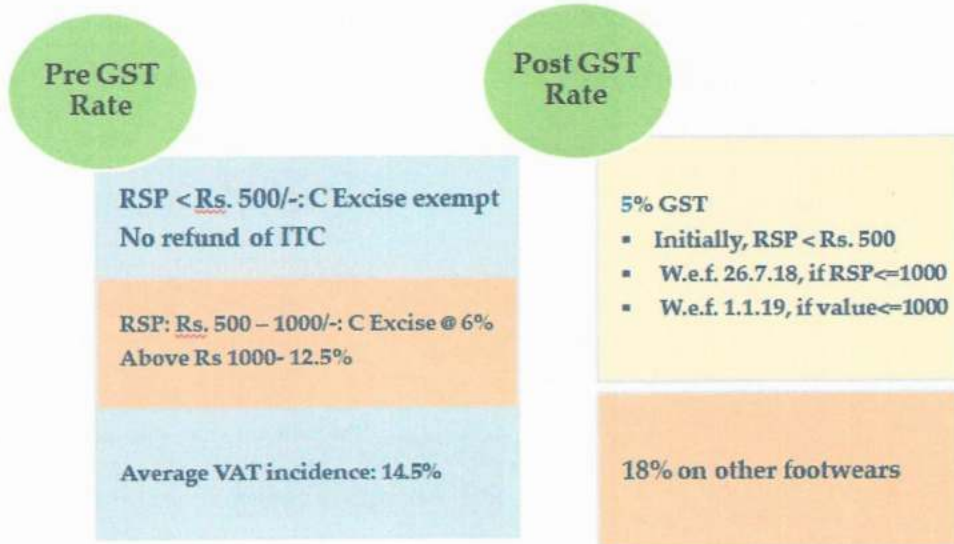 Pre GST
Rate
RSP < Rs. 500/-: C Excise exempt
No refund of ITC
RSP: Rs. 500 – 1000/-: C Excise @ 6%
Above Rs 1000- 12.5%
Average VAT incidence: 14.5%
Post GST
Rate
5% GST
▪ Initially, RSP < Rs. 500
▪ W.e.f. 26.7.18, if RSP<=1000
▪ W.e.f. 1.1.19, if value<=1000
18% on other footwears